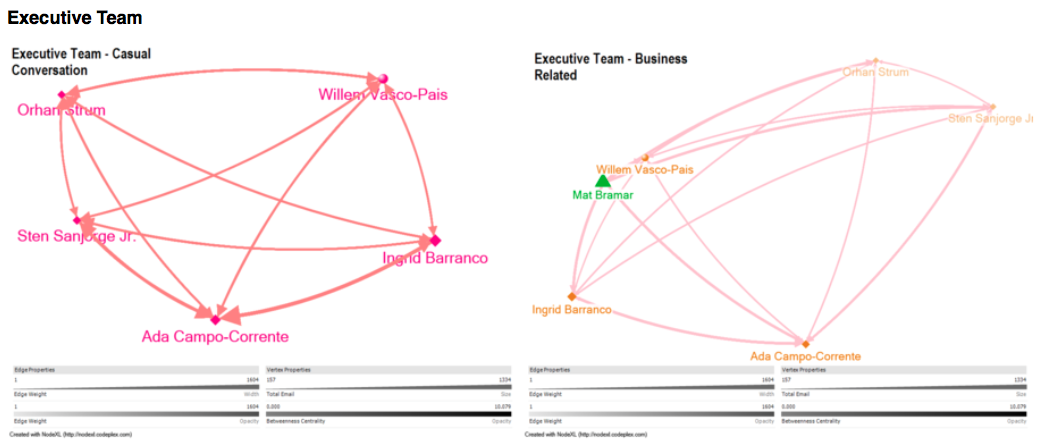 Executive Team
Executive Team - Casual
Conversation
Orhan Strum
Willem Vasco-Pais
Sten Sanjorge Jr.
Ingrid Barranco
Ada Campo-Corrente
Edge Properties
Vertex Properties
1
1604
157
1334
Edge Weight
Width
Total Email
Size
1
1604
0.000
10.079
Edge Weight
Opacity
Betweenness Centrality
Opacity
Created with NodeXL (http://nodexl.codeplex.com)
Executive Team - Business
Related
Orhan Strum
Sten Sanjorge Jr
Willem Vasco-Pais
Mat Bramar
Ingrid Barranco
Ada Campo-Corrente
Edge Properties
Vertex Properties
1
1604
157
1334
Edge Weight
Width
Total Email
Size
1
1604
0.000
10.079
Edge Weight
Opacity
Betweenness Centrality
Opacity
Created with NodeXL (http://nodexl.codeplex.com)